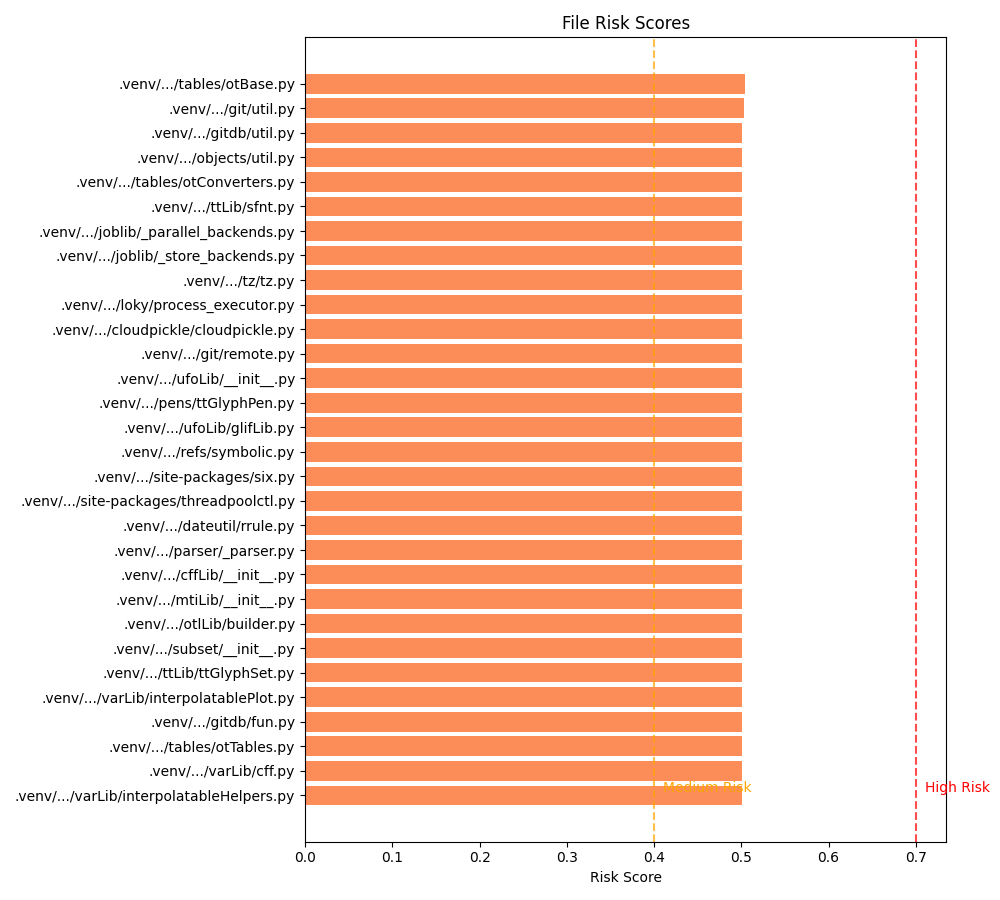 File Risk Scores
.venv/.../tables/otBase.py
.venv/.../git/util.py
.venv/.../gitdb/util.py
.venv/.../objects/util.py
.venv/.../tables/otConverters.py
.venv/.../ttLib/sfnt.py
.venv/.../joblib/_parallel_backends.py
.venv/.../joblib/_store_backends.py
.venv/.../tz/tz.py
.venv/.../loky/process_executor.py
.venv/.../cloudpickle/cloudpickle.py
.venv/.../git/remote.py
.venv/.../ufoLib/__init__.py
.venv/.../pens/ttGlyphPen.py
.venv/.../ufoLib/glifLib.py
.venv/.../refs/symbolic.py
.venv/.../site-packages/six.py
.venv/.../site-packages/threadpoolctl.py
.venv/.../dateutil/rrule.py
.venv/.../parser/_parser.py
.venv/.../cffLib/__init__.py
.venv/.../mtiLib/__init__.py
.venv/.../otlLib/builder.py
.venv/.../subset/__init__.py
.venv/.../ttLib/ttGlyphSet.py
.venv/.../varLib/interpolatablePlot.py
.venv/.../gitdb/fun.py
.venv/.../tables/otTables.py
.venv/.../varLib/cff.py
.venv/.../varLib/interpolatableHelpers.py
Medium Risk
High Risk
0.0 0.1 0.2 0.3 0.4 0.5 0.6 0.7
Risk Score